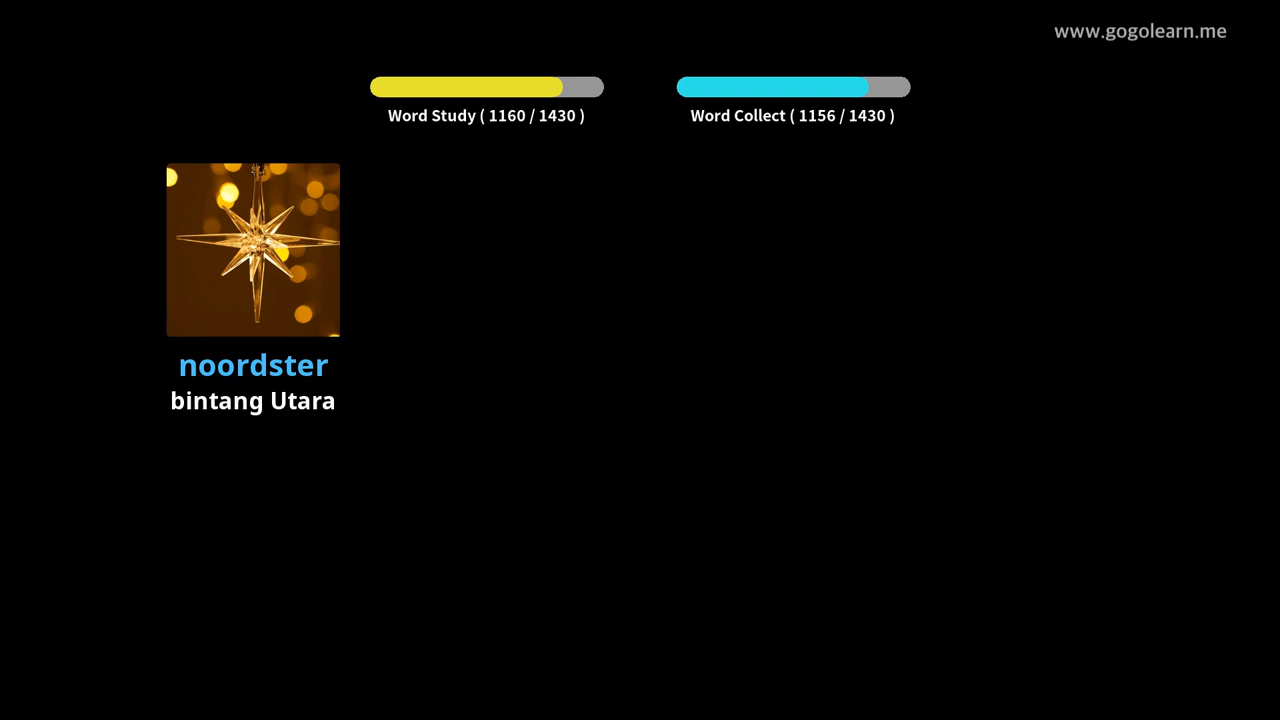 www.gogolearn.me
Word Study ( 1160 / 1430 )
Word Collect ( 1156 / 1430 )
noordster
bintang Utara